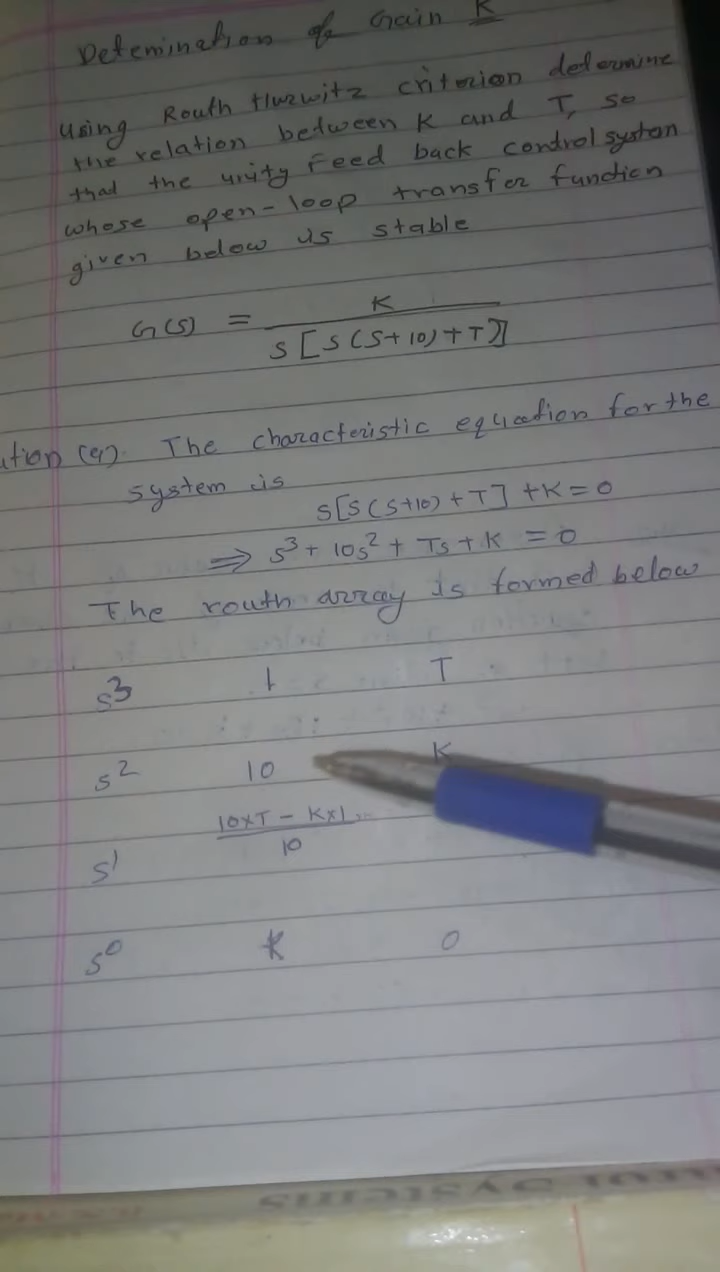 Detemination of Gain K
Using Routh Hurwitz criterion determine
the relation between K and T, so
that the unity Feed back control system
whose open-loop transfer function
given below is stable
G(S) = K / S[S(S+10)+T]
ution (a). The characteristic equation for the
system is
S[S(S+10)+T] + K = 0
⇒ s³ + 10s² + Ts + K = 0
The routh array is formed below
s³ 1 T
s² 10 K
10×T - K×1
s¹ 10
s⁰ K 0